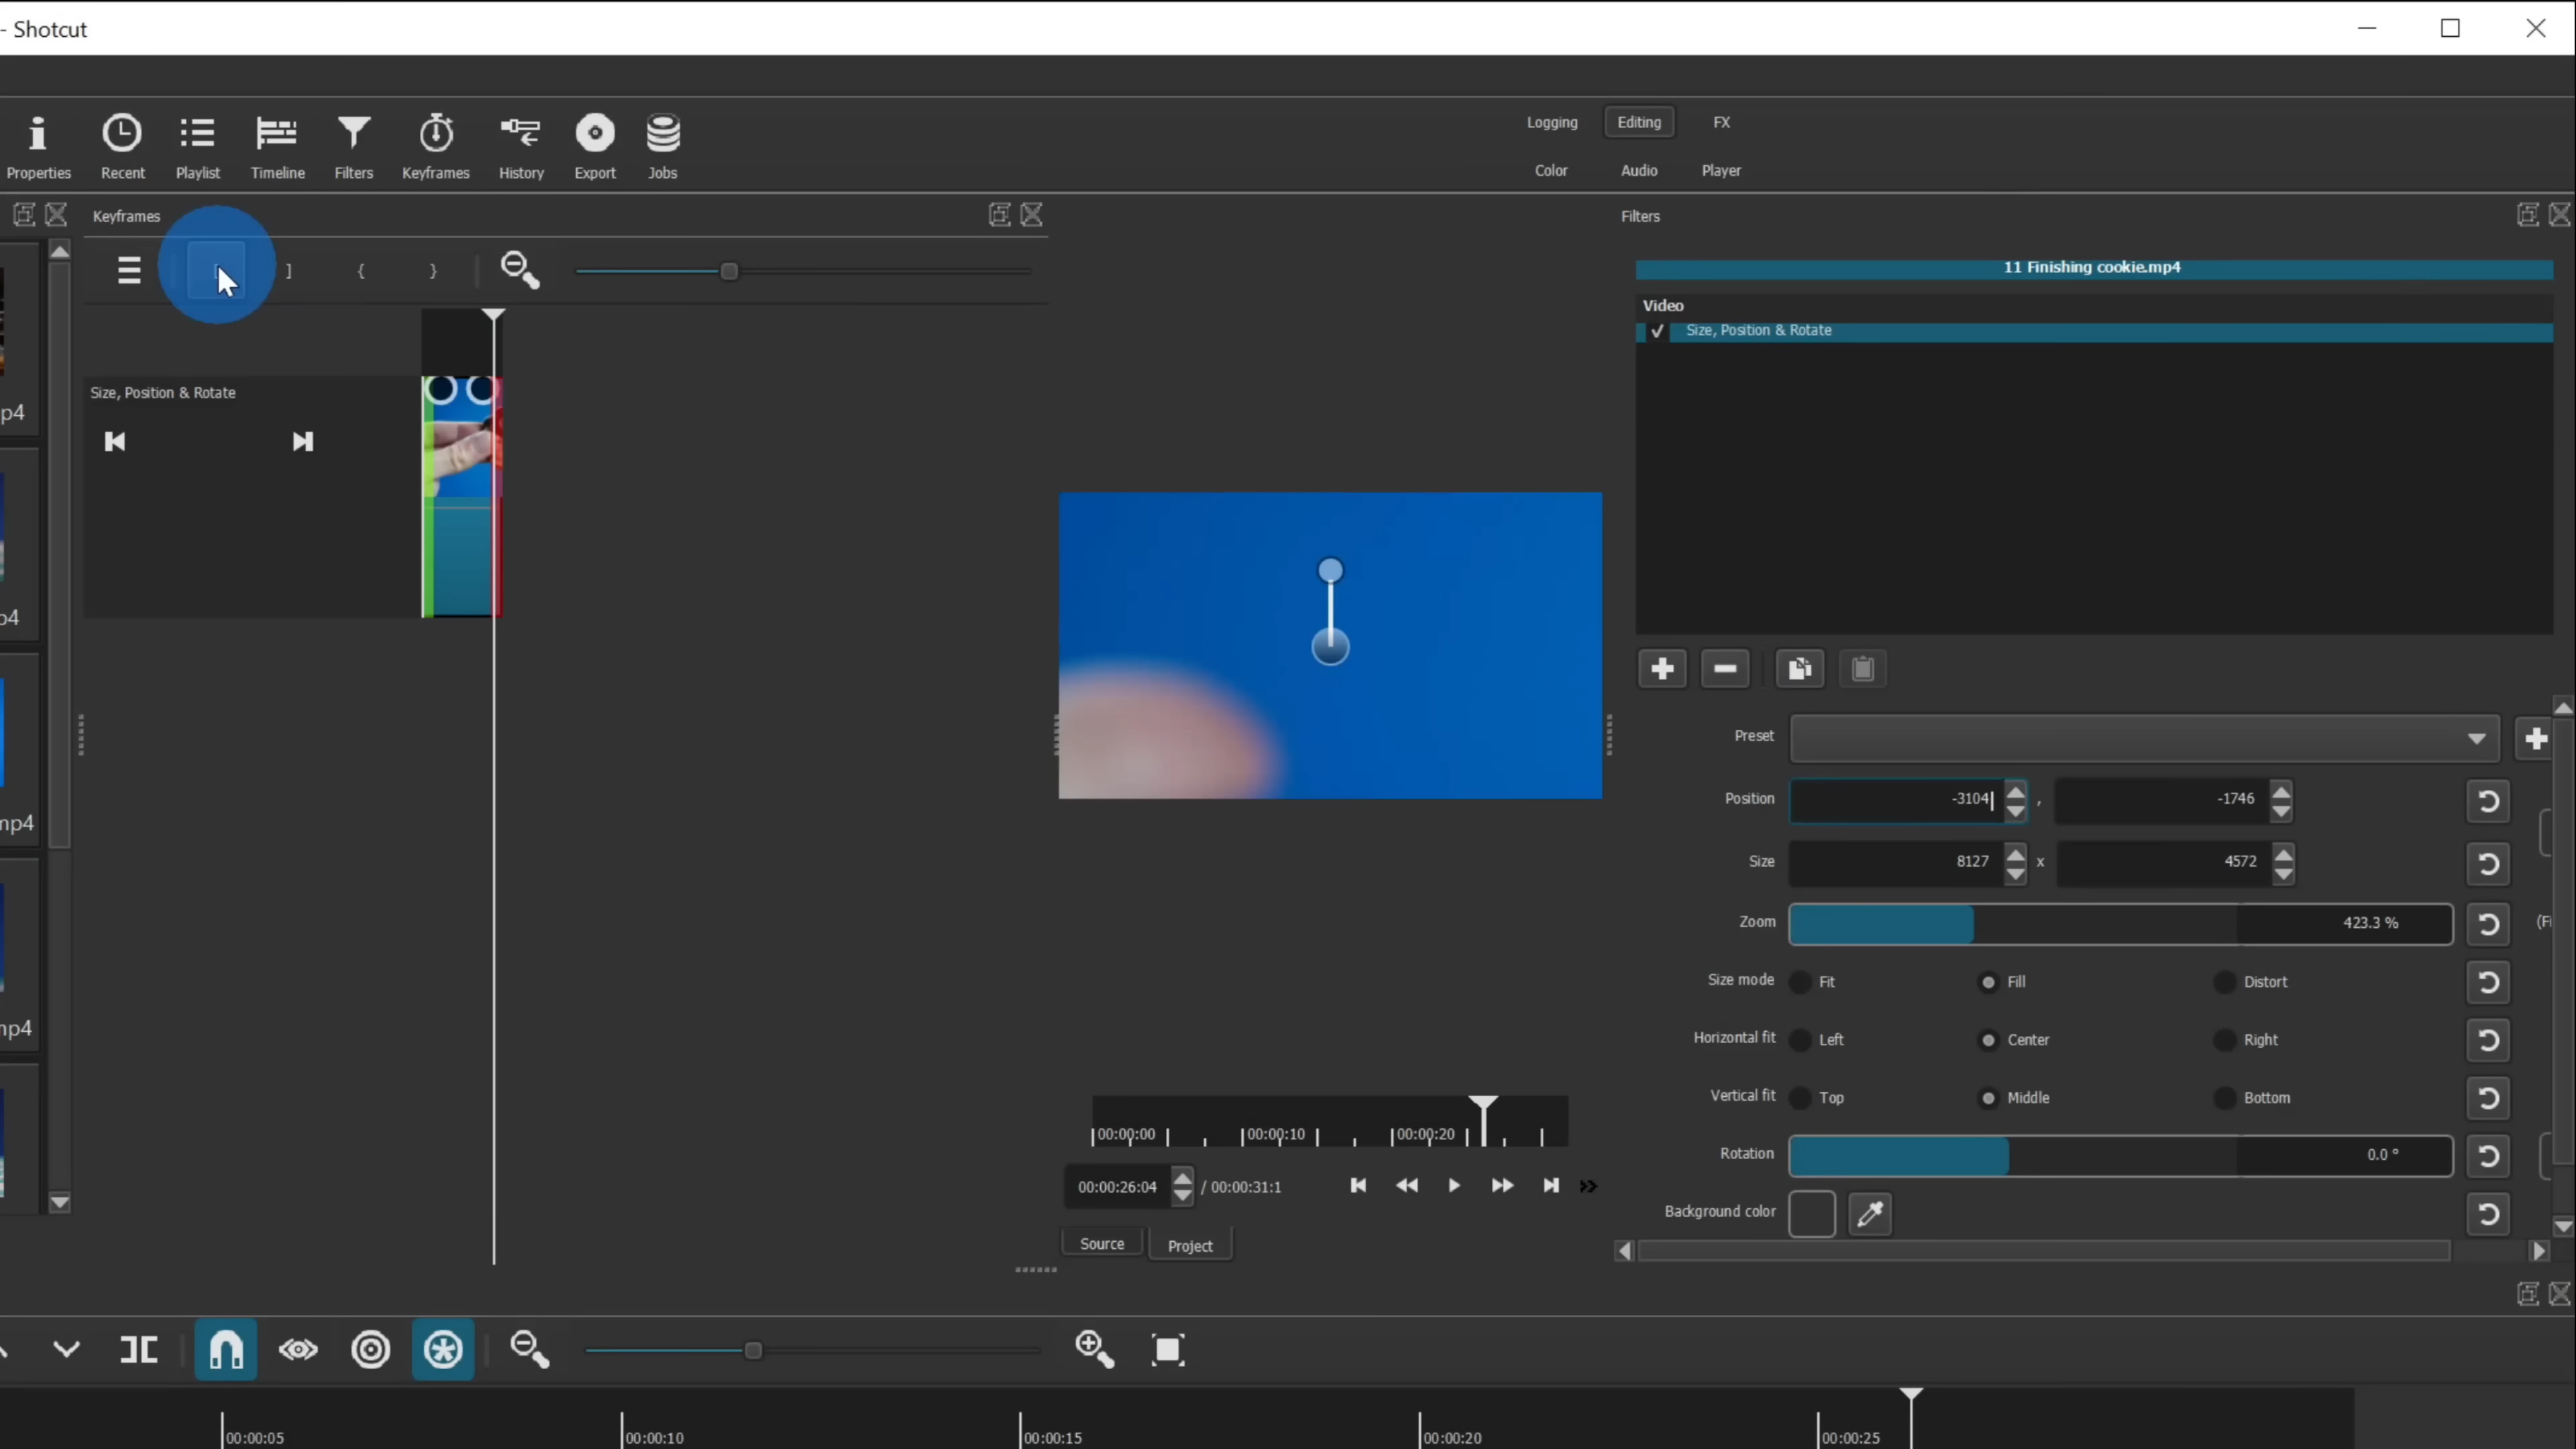 - Shotcut
Properties Recent Playlist Timeline Filters Keyframes History Export Jobs
Logging Editing FX
Color Audio Player
Keyframes
[ ] { }
Size, Position & Rotate
p4
p4
mp4
mp4
00:00:00 00:00:10 00:00:20
00:00:26:04 / 00:00:31:1
Source Project
Filters
11 Finishing cookie.mp4
Video
✓ Size, Position & Rotate
Preset
Position -3104 , -1746
Size 8127 x 4572
Zoom 423.3 % (Fi
Size mode Fit Fill Distort
Horizontal fit Left Center Right
Vertical fit Top Middle Bottom
Rotation 0.0 °
Background color
00:00:05 00:00:10 00:00:15 00:00:20 00:00:25